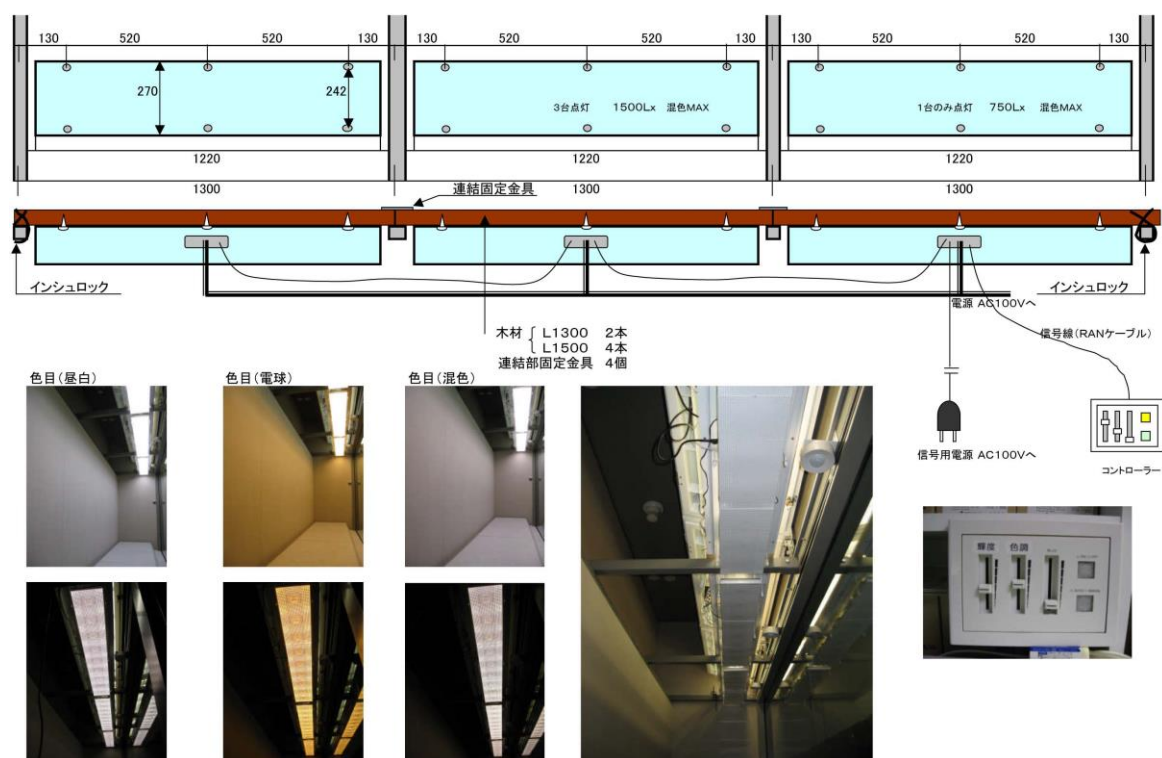 130 520 520 130 130 520 520 130 130 520 520 130
270 242
3台点灯 1500Lx 混色MAX
1台のみ点灯 750Lx 混色MAX
1220 1220 1220
1300 1300 1300
連結固定金具
インシュロック
インシュロック
電源 AC100Vへ
木材 { L1300 2本
L1500 4本
連結部固定金具 4個
信号線(RANケーブル)
色目(昼白) 色目(電球) 色目(混色)
信号用電源 AC100Vへ
コントローラー
輝度 色調